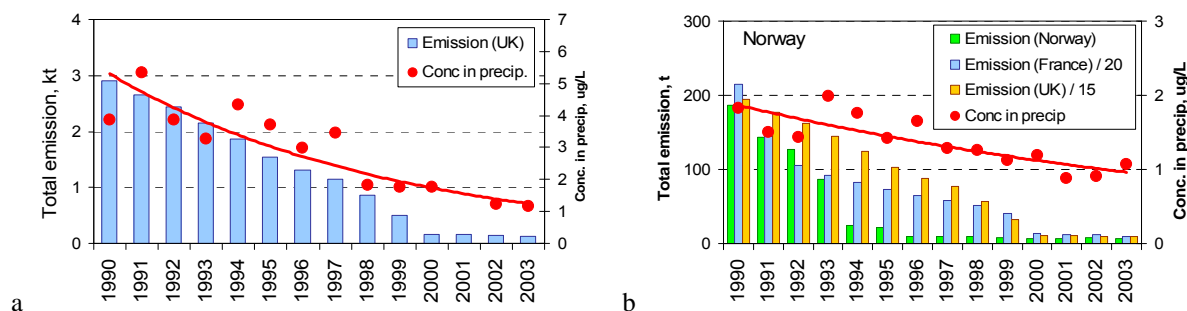 4
3
2
1
0
Total emission, kt
7
6
5
4
3
2
1
0
Conc. in precip, ug/L
Emission (UK)
Conc in precip.
1990 1991 1992 1993 1994 1995 1996 1997 1998 1999 2000 2001 2002 2003
a
300
200
100
0
Total emission, t
3
2
1
0
Conc. in precip, ug/L
Norway
Emission (Norway)
Emission (France) / 20
Emission (UK) / 15
Conc in precip
1990 1991 1992 1993 1994 1995 1996 1997 1998 1999 2000 2001 2002 2003
b